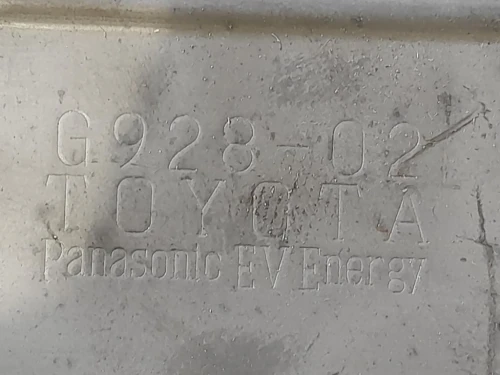 G928-02
TOYOTA
Panasonic EV Energy